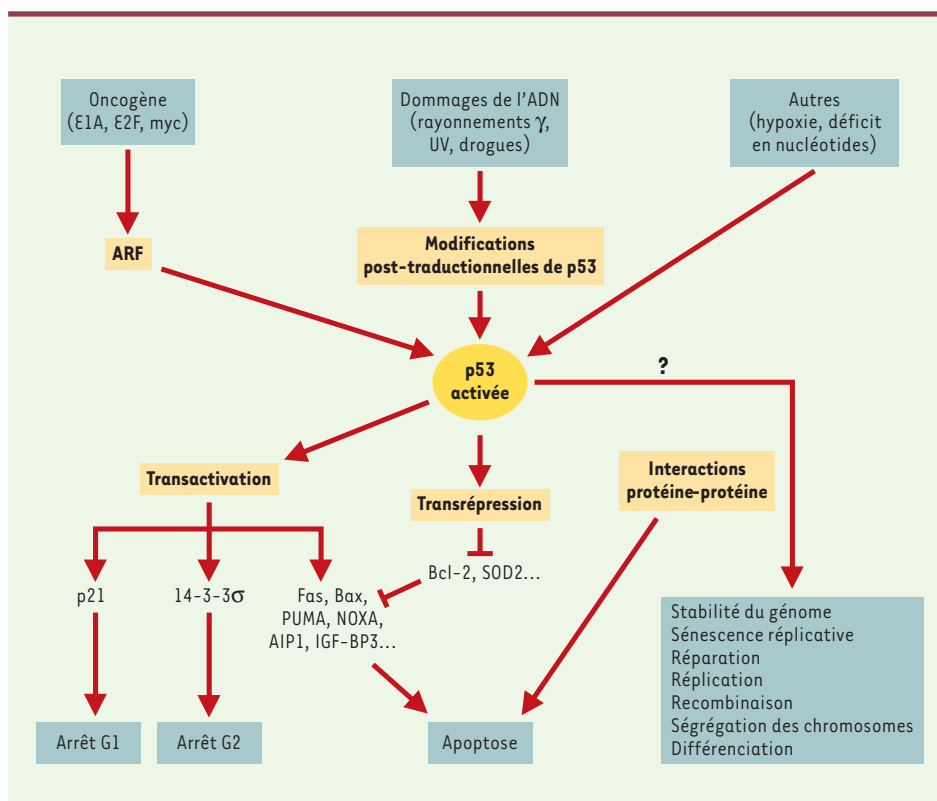 Oncogène
(E1A, E2F, myc)
Dommages de l'ADN
(rayonnements γ,
UV, drogues)
Autres
(hypoxie, déficit
en nucléotides)
ARF
Modifications
post-traductionnelles de p53
p53
activée
?
Transactivation
Transrépression
Interactions
protéine-protéine
p21
14-3-3σ
Fas, Bax,
PUMA, NOXA,
AIP1, IGF-BP3...
Bcl-2, SOD2...
Stabilité du génome
Sénescence réplicative
Réparation
Réplication
Recombinaison
Ségrégation des chromosomes
Différenciation
Arrêt G1
Arrêt G2
Apoptose